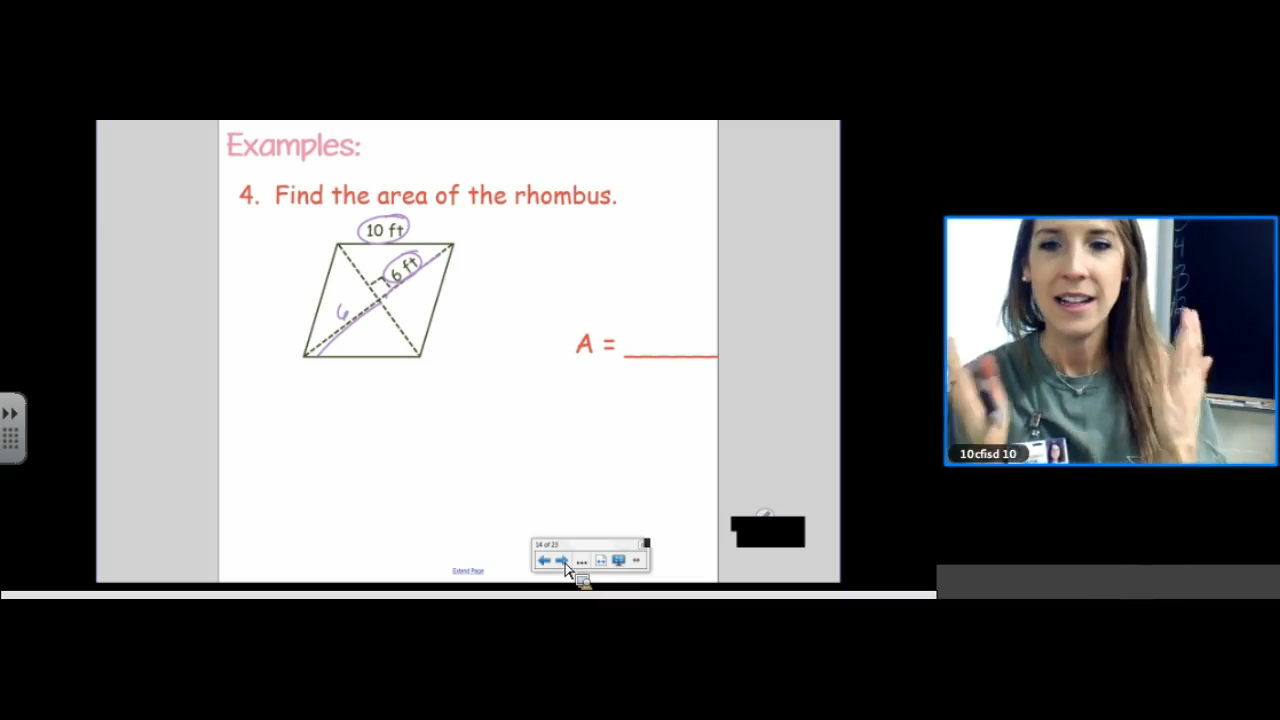 Examples:
4. Find the area of the rhombus.
10 ft
6 ft
6
A = ______
14 of 23
Extend Page
10cfisd 10